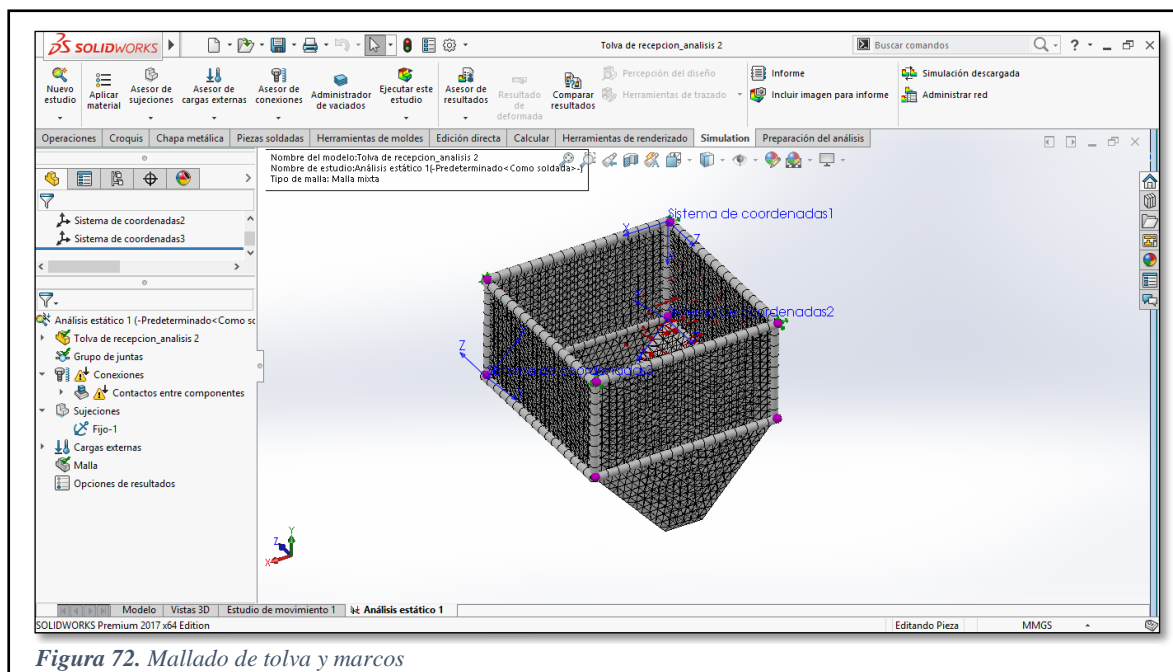 SOLIDWORKS
Tolva de recepcion_analisis 2
Buscar comandos
Nuevo estudio
Aplicar material
Asesor de sujeciones
Asesor de cargas externas
Asesor de conexiones
Administrador de vaciados
Ejecutar este estudio
Asesor de resultados
Resultado de deformada
Comparar resultados
Percepción del diseño
Herramientas de trazado
Informe
Incluir imagen para informe
Simulación descargada
Administrar red
Operaciones Croquis Chapa metálica Piezas soldadas Herramientas de moldes Edición directa Calcular Herramientas de renderizado Simulation Preparación del análisis
Nombre del modelo:Tolva de recepcion_analisis 2
Nombre de estudio:Análisis estático 1(-Predeterminado<Como soldada>-)
Tipo de malla: Malla mixta
Sistema de coordenadas2
Sistema de coordenadas3
Análisis estático 1 (-Predeterminado<Como so
Tolva de recepcion_analisis 2
Grupo de juntas
Conexiones
Contactos entre componentes
Sujeciones
Fijo-1
Cargas externas
Malla
Opciones de resultados
Sistema de coordenadas1
X
Z
Z
Y
Z
X
Modelo Vistas 3D Estudio de movimiento 1 Análisis estático 1
SOLIDWORKS Premium 2017 x64 Edition
Editando Pieza
MMGS
Figura 72. Mallado de tolva y marcos